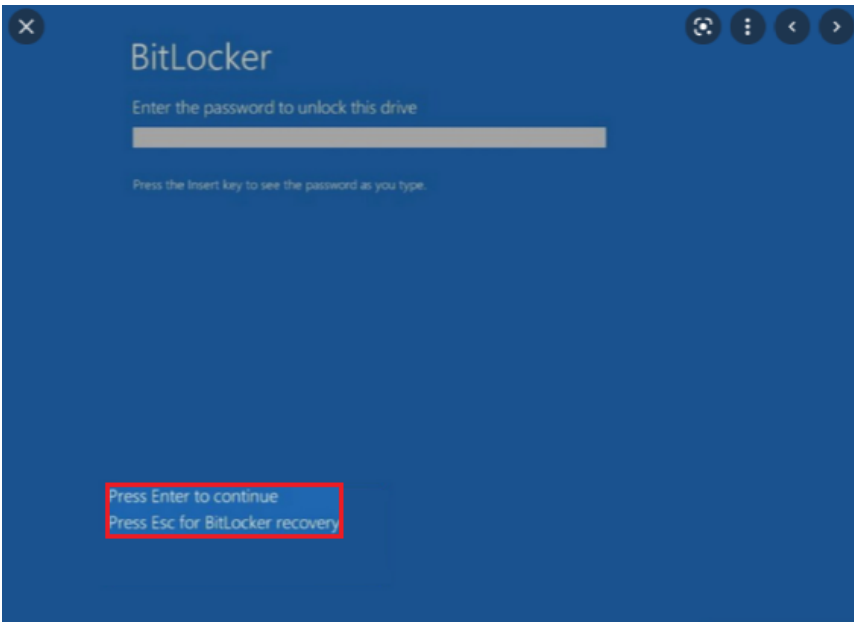 BitLocker
Enter the password to unlock this drive
Press the Insert key to see the password as you type.
Press Enter to continue
Press Esc for BitLocker recovery